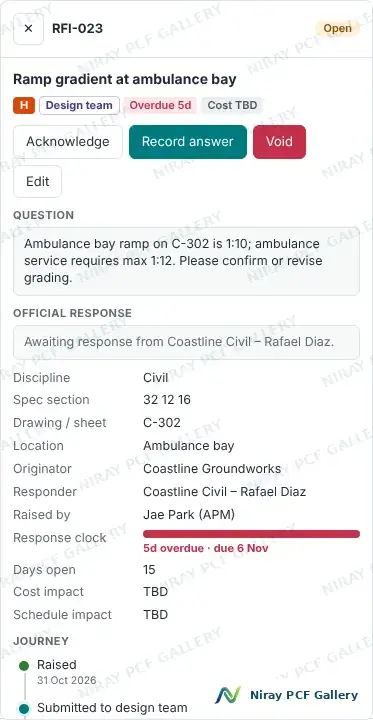 × RFI-023 Open
Ramp gradient at ambulance bay
H Design team Overdue 5d Cost TBD
Acknowledge Record answer Void
Edit
QUESTION
Ambulance bay ramp on C-302 is 1:10; ambulance
service requires max 1:12. Please confirm or revise
grading.
OFFICIAL RESPONSE
Awaiting response from Coastline Civil – Rafael Diaz.
Discipline Civil
Spec section 32 12 16
Drawing / sheet C-302
Location Ambulance bay
Originator Coastline Groundworks
Responder Coastline Civil – Rafael Diaz
Raised by Jae Park (APM)
Response clock
5d overdue · due 6 Nov
Days open 15
Cost impact TBD
Schedule impact TBD
JOURNEY
Raised
31 Oct 2026
Submitted to design team
Niray PCF Gallery
NIRAY PCF GALLERY